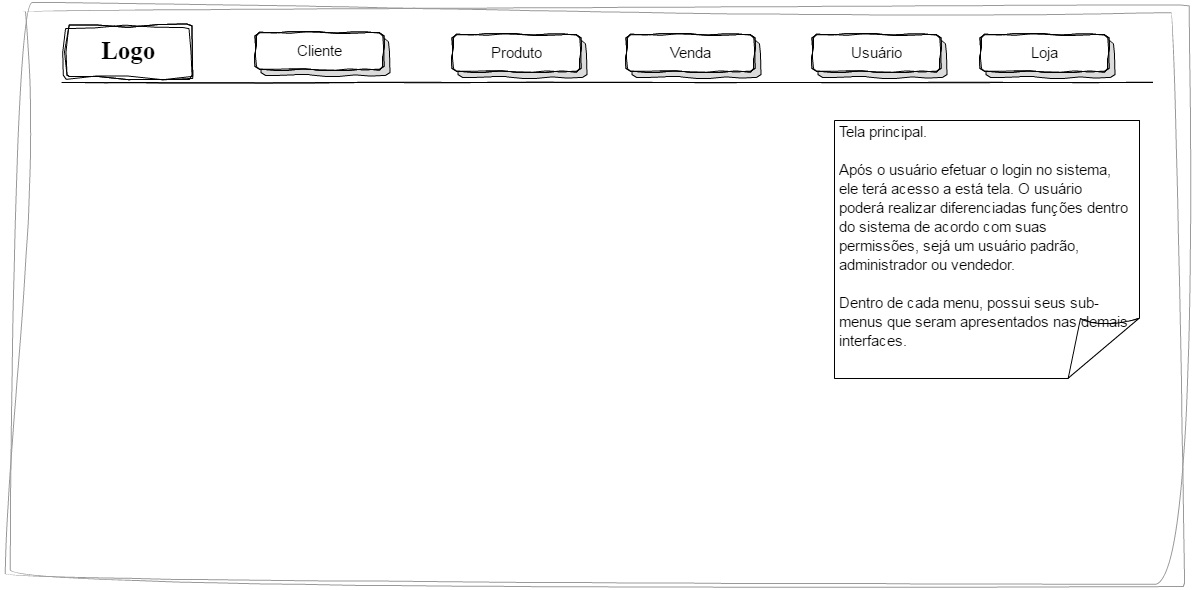 Logo
Cliente
Produto
Venda
Usuário
Loja
Tela principal.
Após o usuário efetuar o login no sistema,
ele terá acesso a está tela. O usuário
poderá realizar diferenciadas funções dentro
do sistema de acordo com suas
permissões, sejá um usuário padrão,
administrador ou vendedor.
Dentro de cada menu, possui seus sub-
menus que seram apresentados nas demais
interfaces.